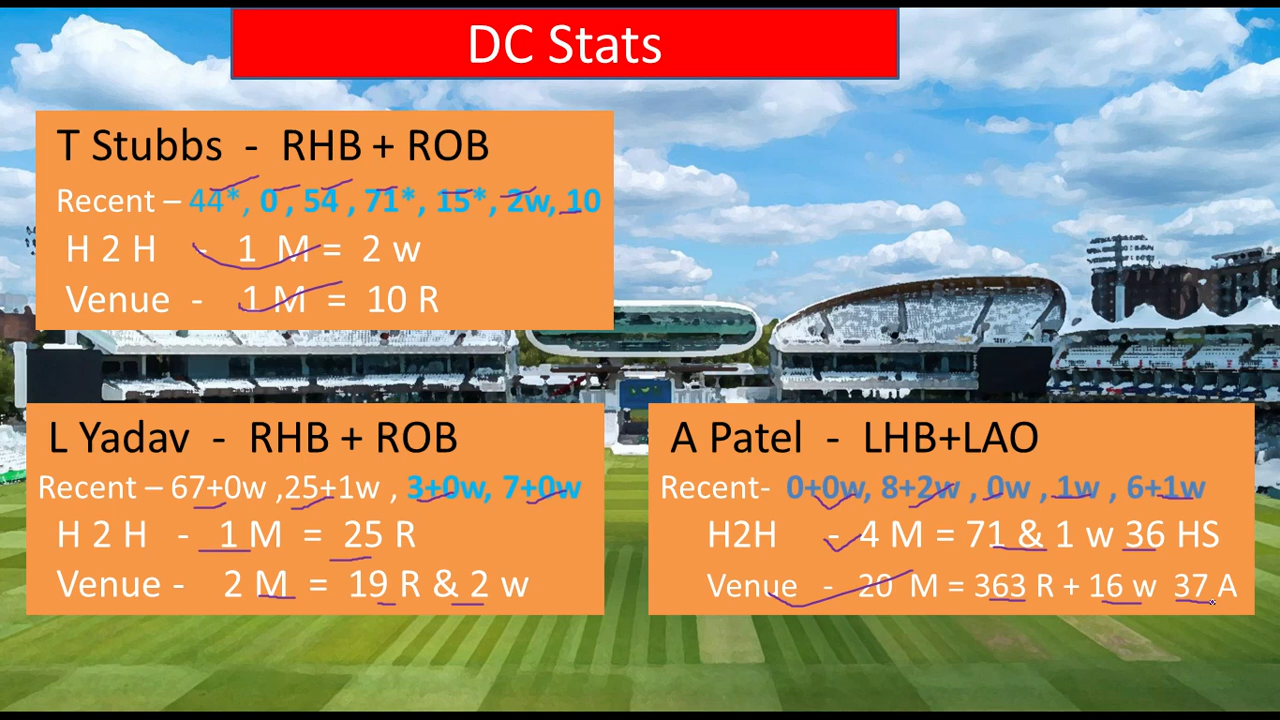 DC Stats
T Stubbs - RHB + ROB
Recent – 44*, 0 , 54 , 71*, 15*, 2w, 10
H 2 H - 1 M = 2 w
Venue - 1 M = 10 R
L Yadav - RHB + ROB
Recent – 67+0w ,25+1w , 3+0w, 7+0w
H 2 H - 1 M = 25 R
Venue - 2 M = 19 R & 2 w
A Patel - LHB+LAO
Recent- 0+0w, 8+2w , 0w , 1w , 6+1w
H2H - 4 M = 71 & 1 w 36 HS
Venue - 20 M = 363 R + 16 w 37 A